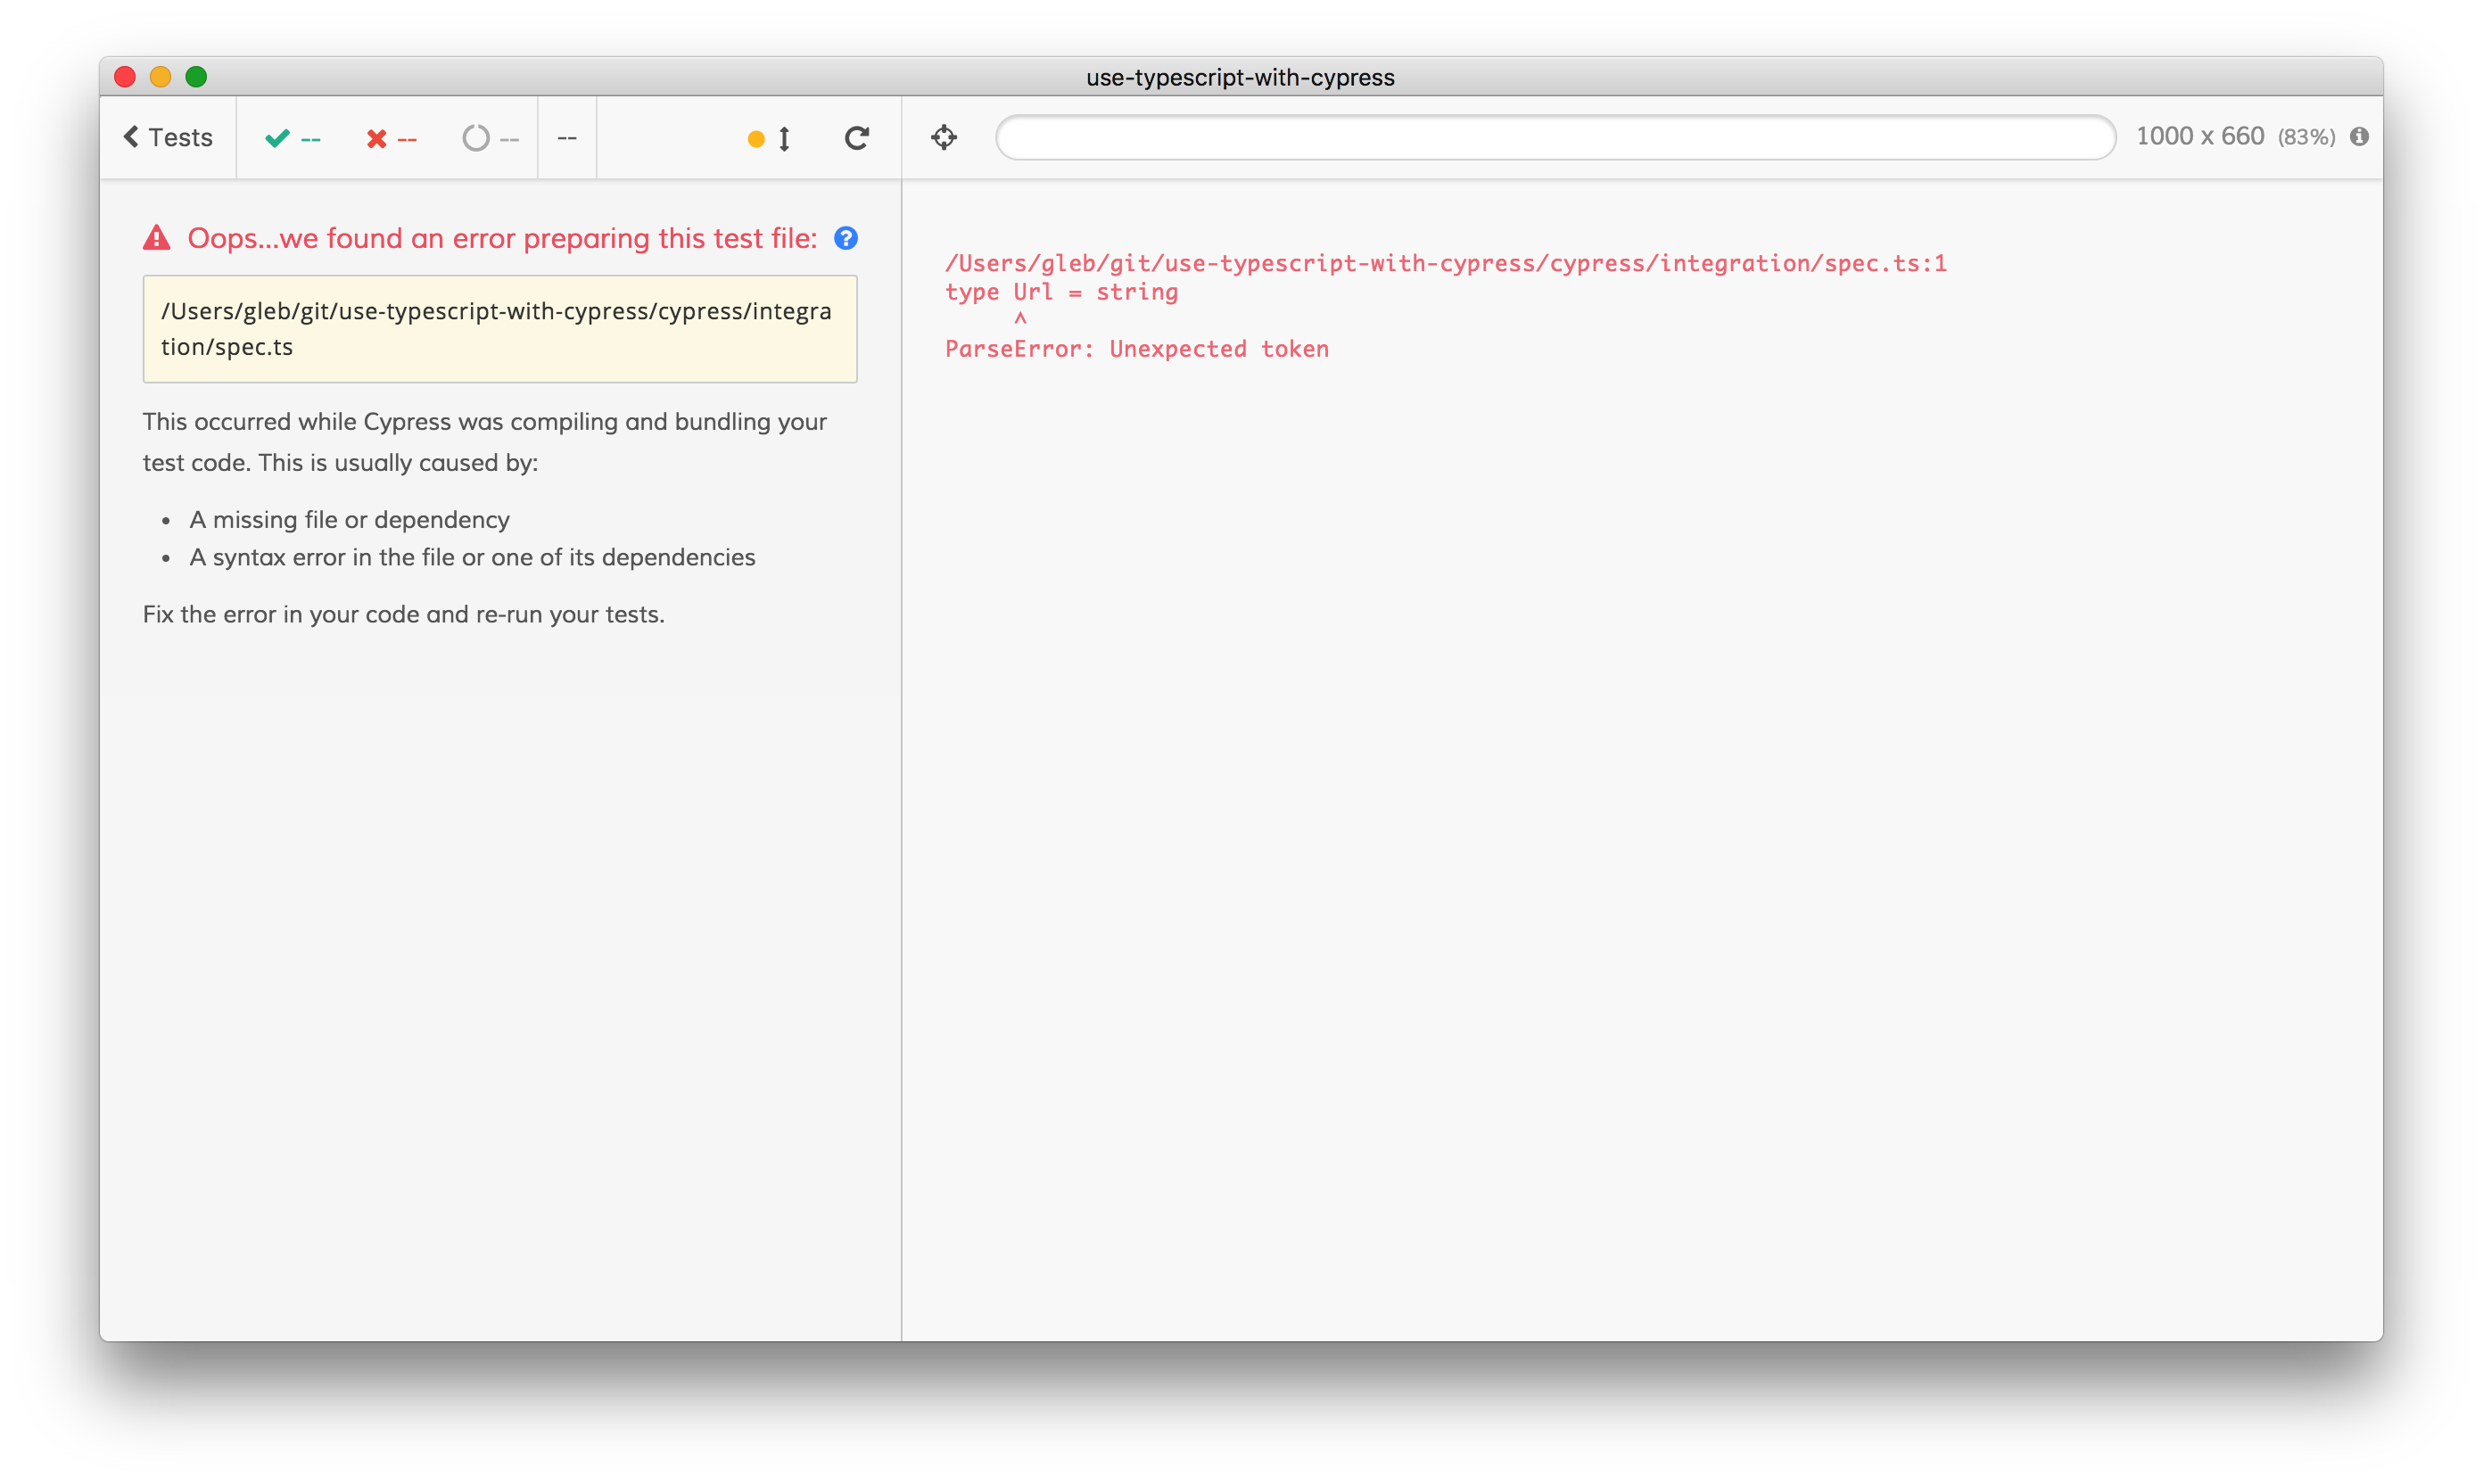 use-typescript-with-cypress
Tests -- -- -- --
1000 x 660 (83%)
Oops...we found an error preparing this test file:
/Users/gleb/git/use-typescript-with-cypress/cypress/integra
tion/spec.ts
This occurred while Cypress was compiling and bundling your
test code. This is usually caused by:
• A missing file or dependency
• A syntax error in the file or one of its dependencies
Fix the error in your code and re-run your tests.
/Users/gleb/git/use-typescript-with-cypress/cypress/integration/spec.ts:1
type Url = string
^
ParseError: Unexpected token